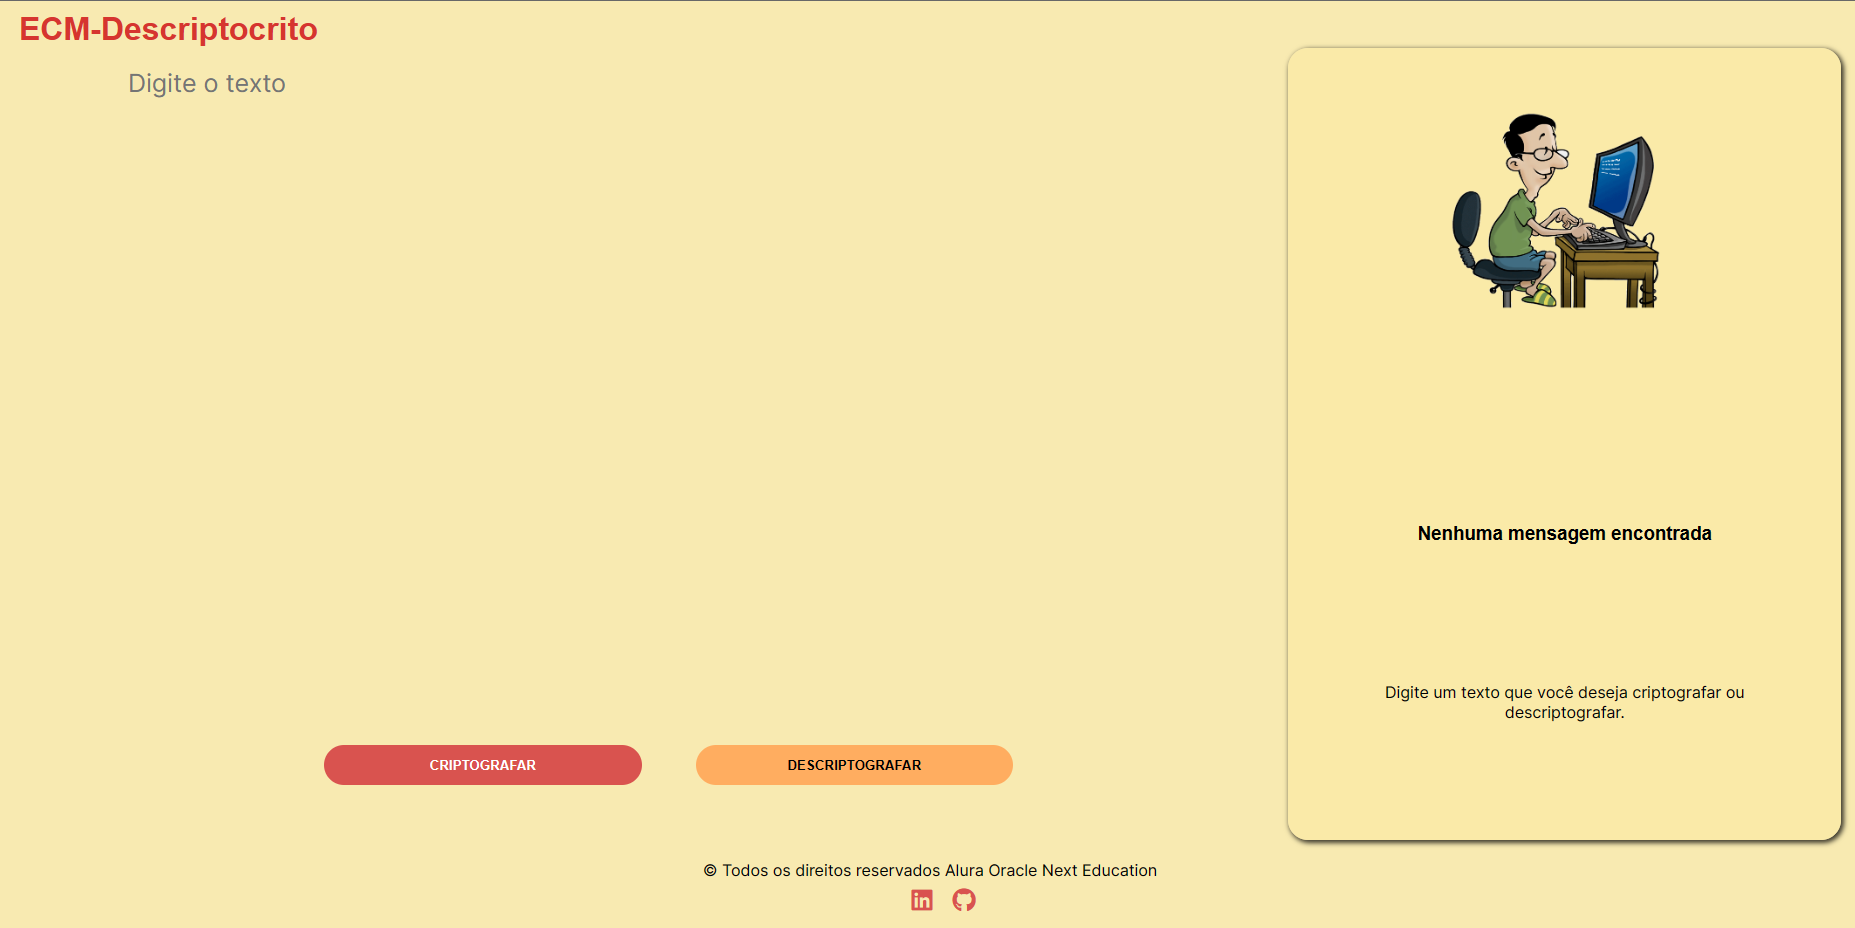 ECM-Descriptocrito
Digite o texto
Nenhuma mensagem encontrada
Digite um texto que você deseja criptografar ou
descriptografar.
CRIPTOGRAFAR
DESCRIPTOGRAFAR
© Todos os direitos reservados Alura Oracle Next Education